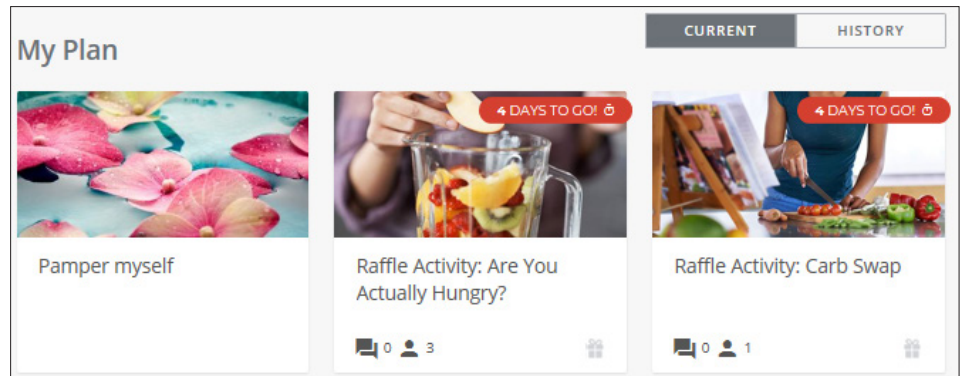 CURRENT HISTORY
My Plan
4 DAYS TO GO!
4 DAYS TO GO!
Pamper myself
Raffle Activity: Are You
Actually Hungry?
0 3
Raffle Activity: Carb Swap
0 1